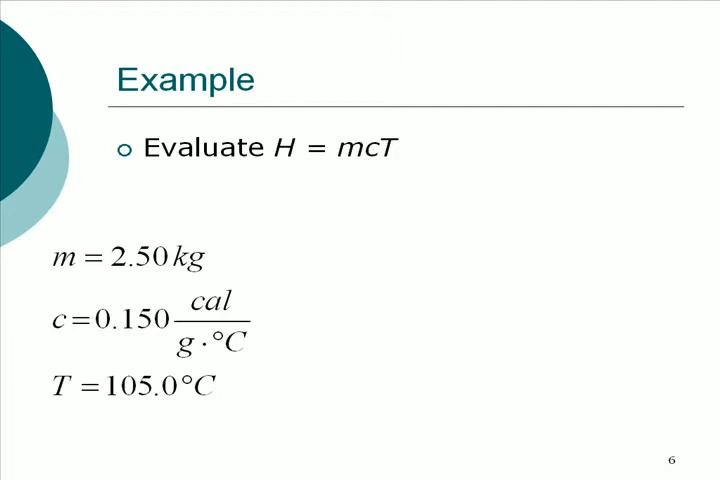 Example
Evaluate H = mcT
m = 2.50 kg
c = 0.150 cal / g · °C
T = 105.0 °C
6